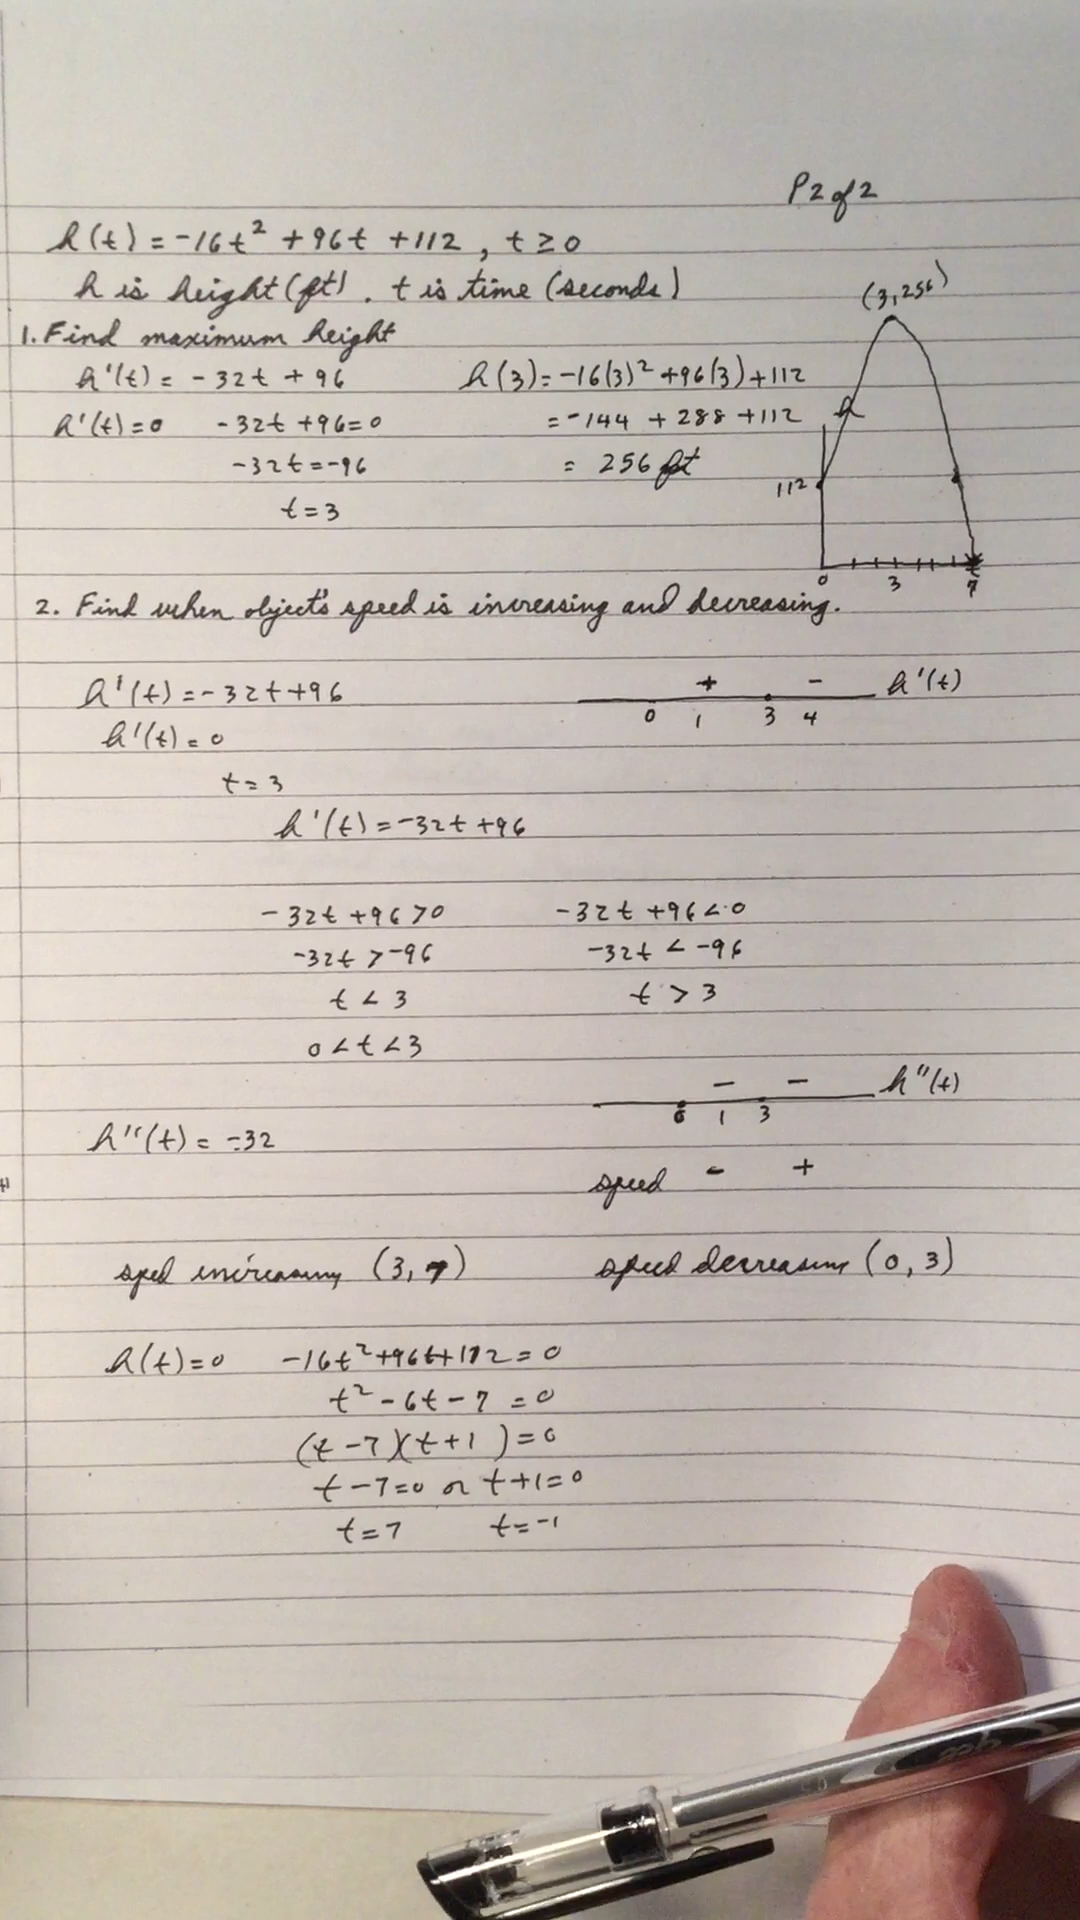 P2 of 2
h(t) = -16t² + 96t + 112, t ≥ 0
h is height (ft). t is time (seconds)
(3, 256)
1. Find maximum height
h'(t) = -32t + 96
h(3) = -16(3)² + 96(3) + 112
h'(t) = 0   -32t + 96 = 0
= -144 + 288 + 112
h
-32t = -96
= 256 ft
112
t = 3
t
0 3 7
2. Find when object's speed is increasing and decreasing.
h'(t) = -32t + 96
+ - h'(t)
0 1 3 4
h'(t) = 0
t = 3
h'(t) = -32t + 96
-32t + 96 > 0   -32t + 96 < 0
-32t > -96   -32t < -96
t < 3   t > 3
0 < t < 3
- - h''(t)
0 1 3
h''(t) = -32
speed - +
sped increasing (3, 7)   speed decreasing (0, 3)
h(t) = 0   -16t² + 96t + 112 = 0
t² - 6t - 7 = 0
(t - 7)(t + 1) = 0
t - 7 = 0 or t + 1 = 0
t = 7   t = -1